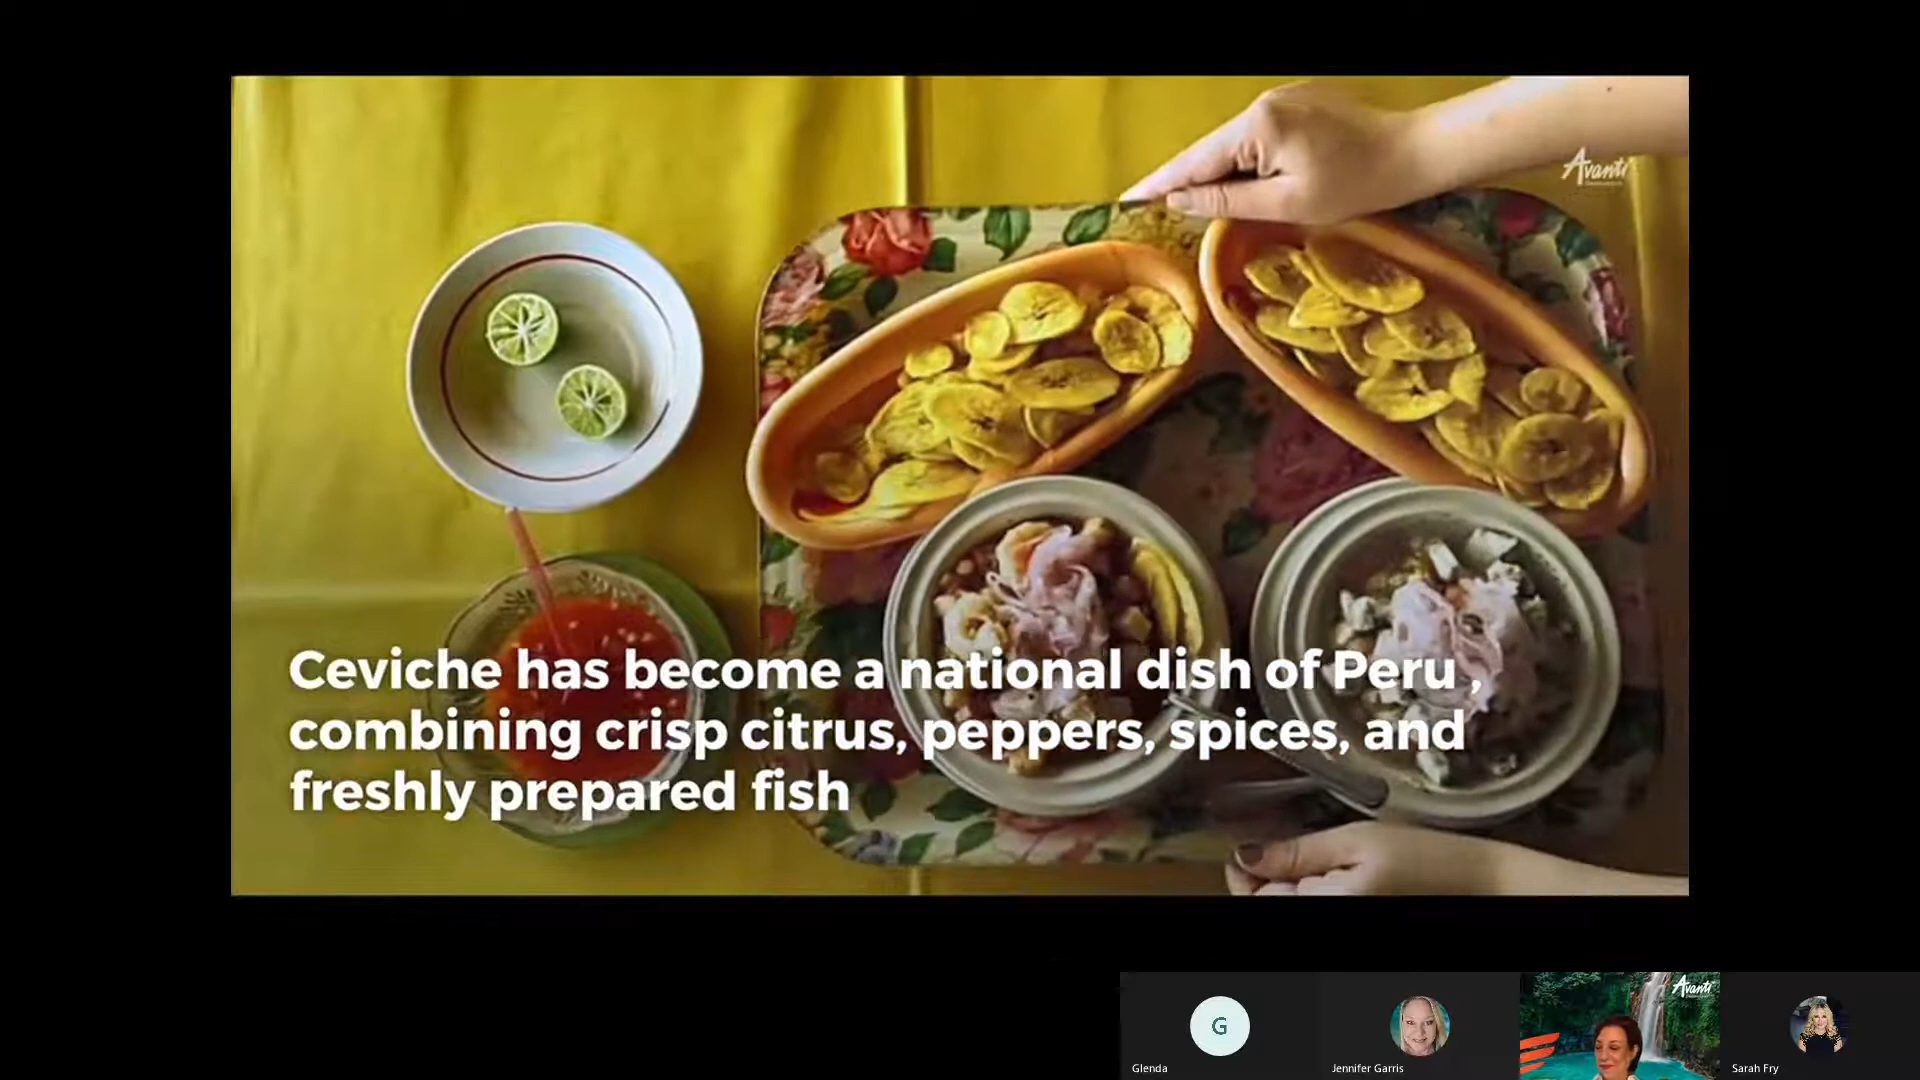 Avanti
Ceviche has become a national dish of Peru ,
combining crisp citrus, peppers, spices, and
freshly prepared fish
G
Glenda
Jennifer Garris
Avanti
Sarah Fry